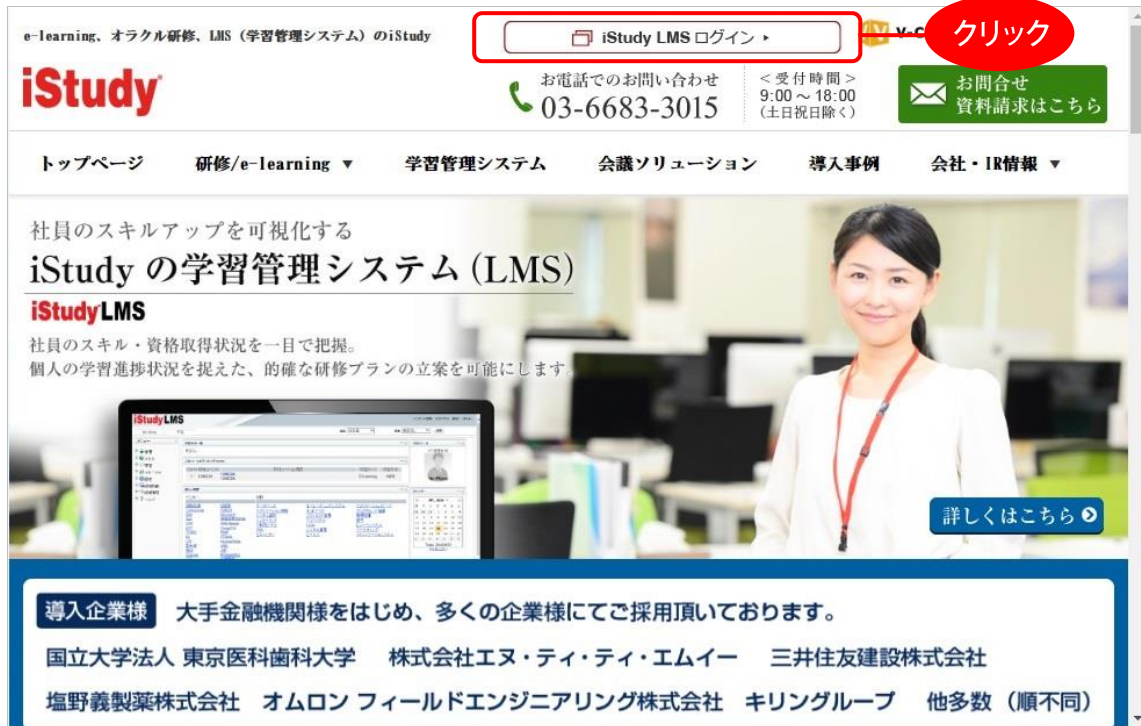 e-learning、オラクル研修、LMS（学習管理システム）のiStudy
iStudy LMS ログイン
クリック
iStudy
お電話でのお問い合わせ
03-6683-3015
＜受付時間＞
9:00 ～ 18:00
(土日祝日除く)
お問合せ
資料請求はこちら
トップページ 研修/e-learning ▼ 学習管理システム 会議ソリューション 導入事例 会社・IR情報 ▼
社員のスキルアップを可視化する
iStudy の学習管理システム(LMS)
iStudyLMS
社員のスキル・資格取得状況を一目で把握。
個人の学習進捗状況を捉えた、的確な研修プランの立案を可能にします。
iStudyLMS
詳しくはこちら
導入企業様 大手金融機関様をはじめ、多くの企業様にてご採用頂いております。
国立大学法人 東京医科歯科大学 株式会社エヌ・ティ・ティ・エムイー 三井住友建設株式会社
塩野義製薬株式会社 オムロン フィールドエンジニアリング株式会社 キリングループ 他多数（順不同）